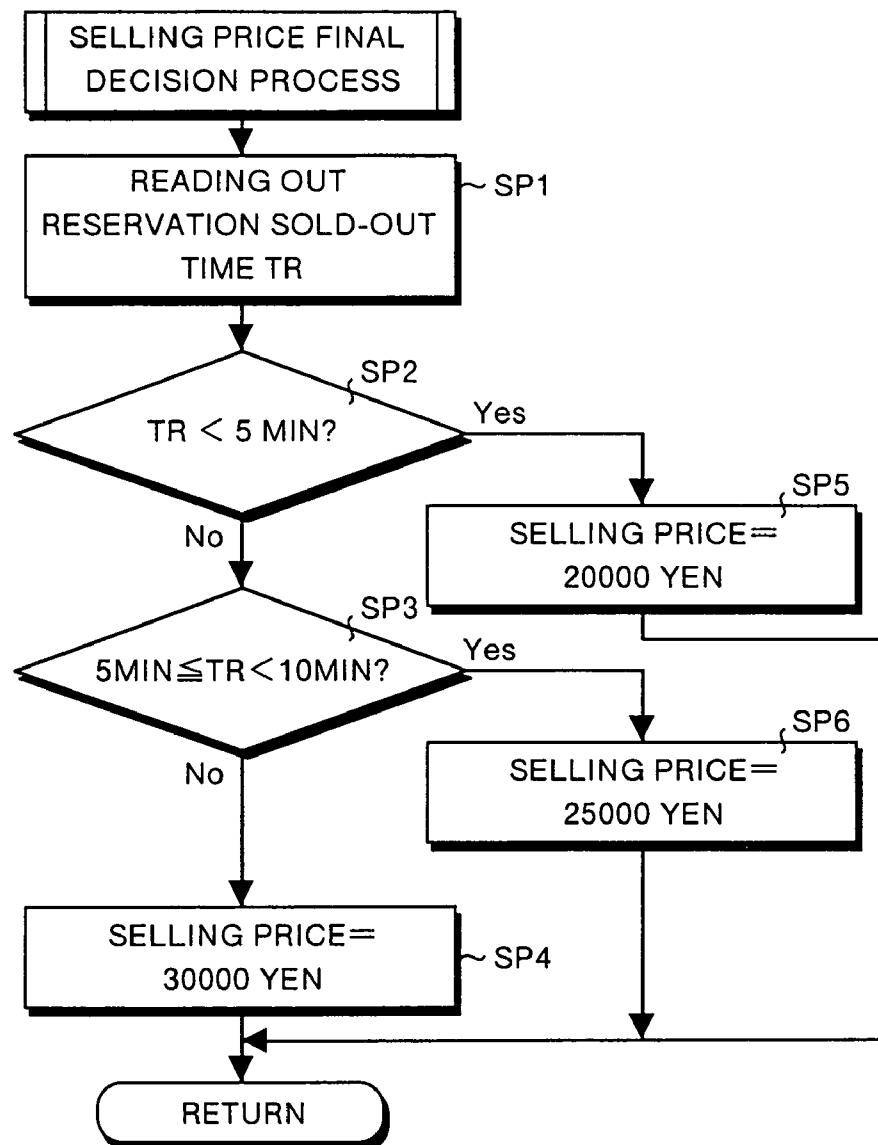 SELLING PRICE FINAL
DECISION PROCESS
READING OUT
RESERVATION SOLD-OUT
TIME TR
SP1
SP2
TR < 5 MIN?
Yes
No
SP5
SELLING PRICE=
20000 YEN
SP3
5MIN≦TR<10MIN?
Yes
No
SP6
SELLING PRICE=
25000 YEN
SELLING PRICE=
30000 YEN
SP4
RETURN